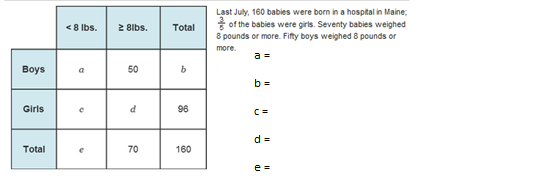 < 8 lbs. ≥ 8lbs. Total
Boys a 50 b
Girls c d 96
Total e 70 160
Last July, 160 babies were born in a hospital in Maine;
3/5 of the babies were girls. Seventy babies weighed
8 pounds or more. Fifty boys weighed 8 pounds or
more.
a =
b =
c =
d =
e =